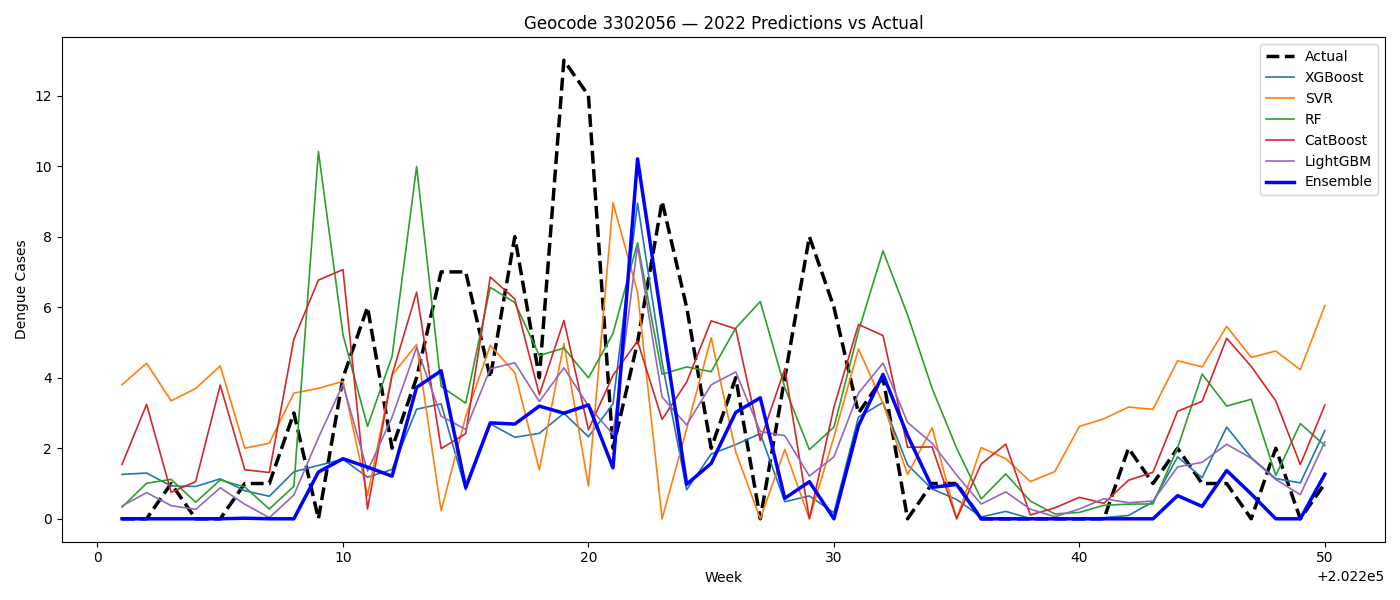 Geocode 3302056 — 2022 Predictions vs Actual
Dengue Cases
12
10
8
6
4
2
0
Actual
XGBoost
SVR
RF
CatBoost
LightGBM
Ensemble
0 10 20 30 40 50
+2.022e5
Week